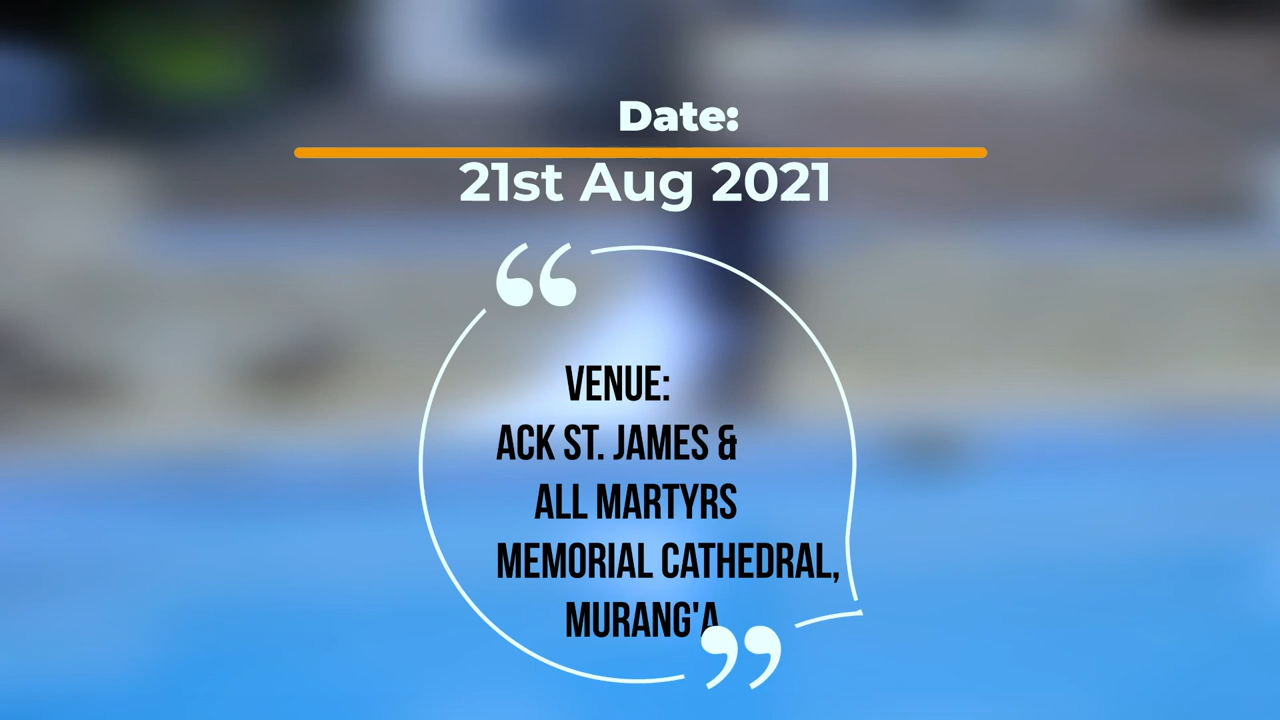 Date:
21st Aug 2021
VENUE:
ACK ST. JAMES &
ALL MARTYRS
MEMORIAL CATHEDRAL,
MURANG'A